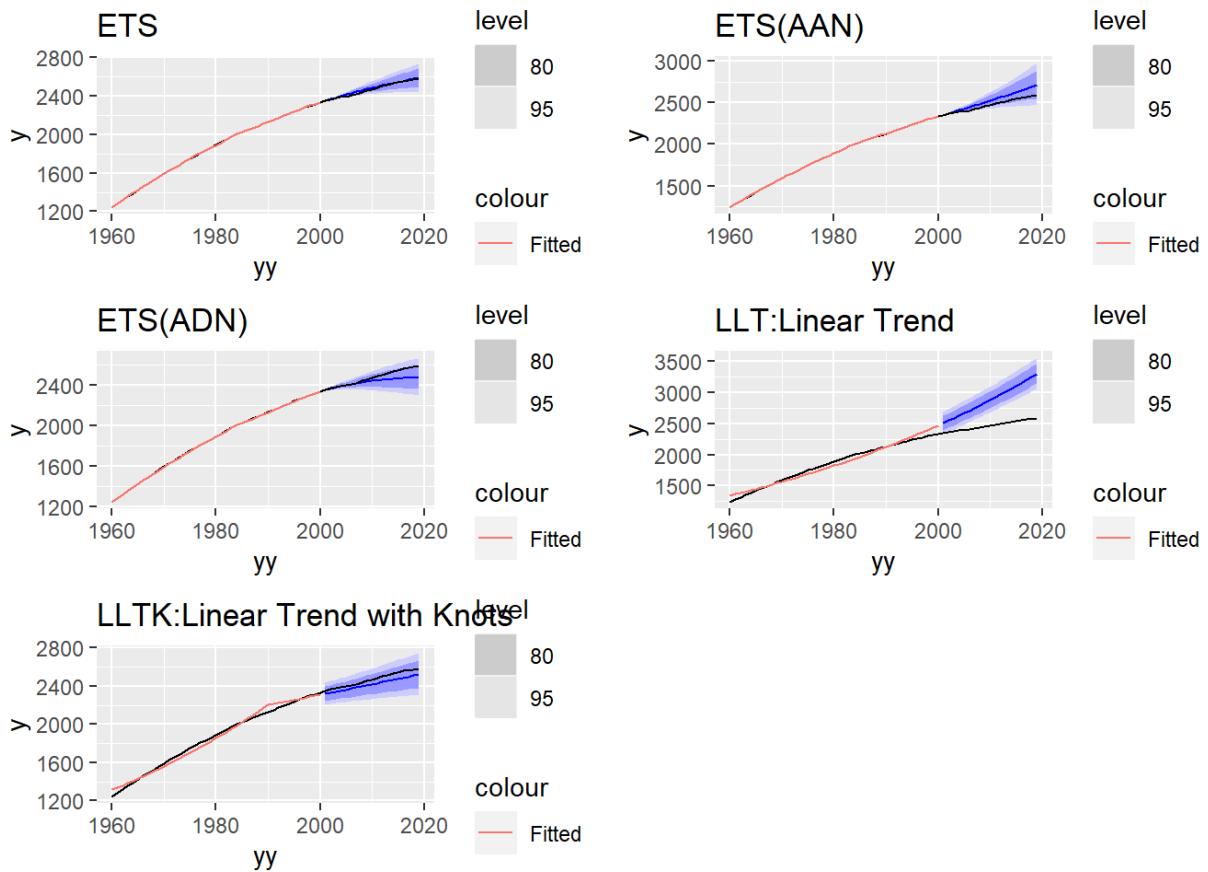 ETS
level
80
95
colour
Fitted
2800
2400
2000
1600
1200
y
1960 1980 2000 2020
yy
ETS(AAN)
level
80
95
colour
Fitted
3000
2500
2000
1500
y
1960 1980 2000 2020
yy
ETS(ADN)
level
80
95
colour
Fitted
2400
2000
1600
1200
y
1960 1980 2000 2020
yy
LLT:Linear Trend
level
80
95
colour
Fitted
3500
3000
2500
2000
1500
y
1960 1980 2000 2020
yy
LLTK:Linear Trend with Knots
level
80
95
colour
Fitted
2800
2400
2000
1600
1200
y
1960 1980 2000 2020
yy